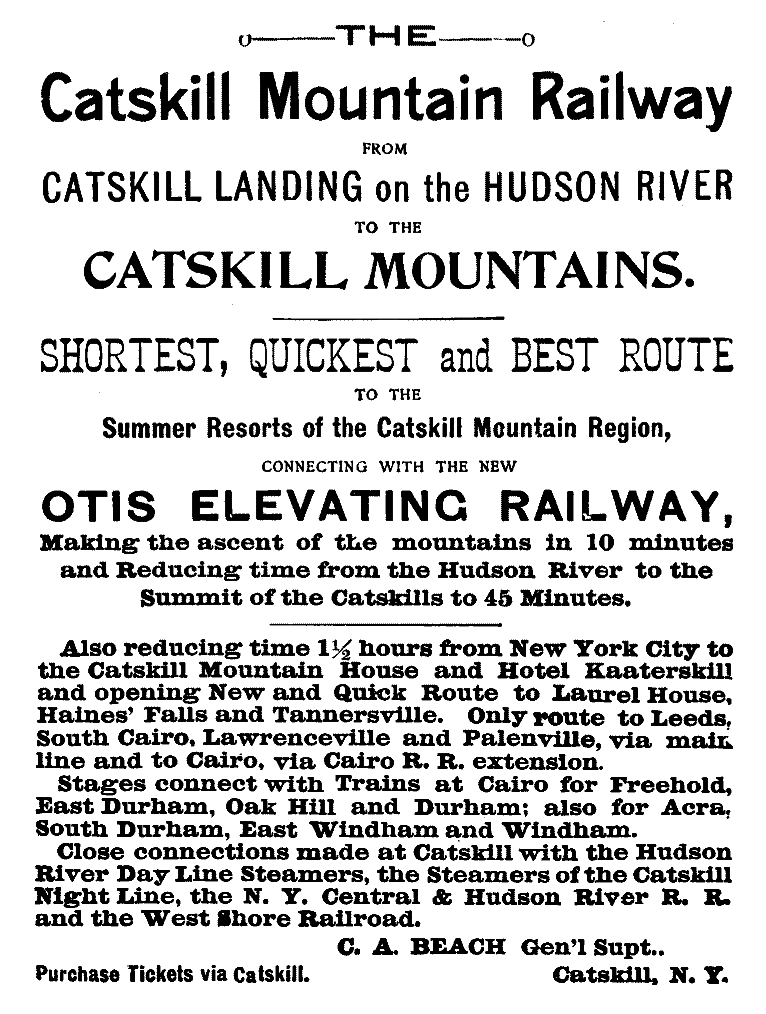 THE
Catskill Mountain Railway
FROM
CATSKILL LANDING on the HUDSON RIVER
TO THE
CATSKILL MOUNTAINS.
SHORTEST, QUICKEST and BEST ROUTE
TO THE
Summer Resorts of the Catskill Mountain Region,
CONNECTING WITH THE NEW
OTIS ELEVATING RAILWAY,
Making the ascent of the mountains in 10 minutes
and Reducing time from the Hudson River to the
Summit of the Catskills to 45 Minutes.
Also reducing time 1½ hours from New York City to
the Catskill Mountain House and Hotel Kaaterskill
and opening New and Quick Route to Laurel House,
Haines' Falls and Tannersville. Only route to Leeds,
South Cairo, Lawrenceville and Palenville, via main
line and to Cairo, via Cairo R. R. extension.
Stages connect with Trains at Cairo for Freehold,
East Durham, Oak Hill and Durham; also for Acra,
South Durham, East Windham and Windham.
Close connections made at Catskill with the Hudson
River Day Line Steamers, the Steamers of the Catskill
Night Line, the N. Y. Central & Hudson River R. R.
and the West Shore Railroad.
C. A. BEACH Gen'l Supt..
Purchase Tickets via Catskill. Catskill, N. Y.